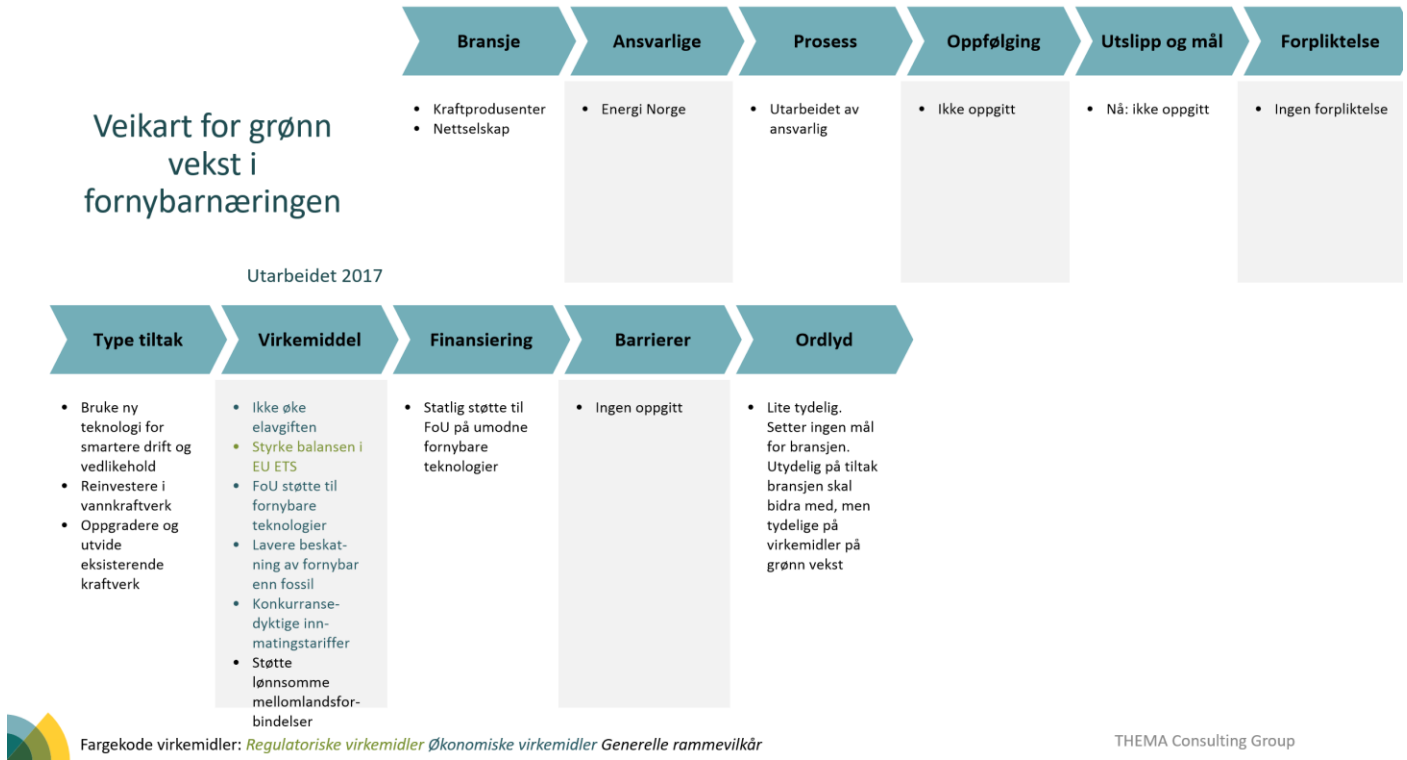 Veikart for grønn
vekst i
fornybarnæringen
Utarbeidet 2017
Bransje
• Kraftprodusenter
• Nettselskap
Ansvarlige
• Energi Norge
Prosess
• Utarbeidet av
ansvarlig
Oppfølging
• Ikke oppgitt
Utslipp og mål
• Nå: ikke oppgitt
Forpliktelse
• Ingen forpliktelse
Type tiltak
• Bruke ny
teknologi for
smartere drift og
vedlikehold
• Reinvestere i
vannkraftverk
• Oppgradere og
utvide
eksisterende
kraftverk
Virkemiddel
• Ikke øke
elavgiften
• Styrke balansen i
EU ETS
• FoU støtte til
fornybare
teknologier
• Lavere beskat-
ning av fornybar
enn fossil
• Konkurranse-
dyktige inn-
matingstariffer
• Støtte
lønnsomme
mellomlandsfor-
bindelser
Finansiering
• Statlig støtte til
FoU på umodne
fornybare
teknologier
Barrierer
• Ingen oppgitt
Ordlyd
• Lite tydelig.
Setter ingen mål
for bransjen.
Utydelig på tiltak
bransjen skal
bidra med, men
tydelige på
virkemidler på
grønn vekst
Fargekode virkemidler: Regulatoriske virkemidler Økonomiske virkemidler Generelle rammevilkår
THEMA Consulting Group